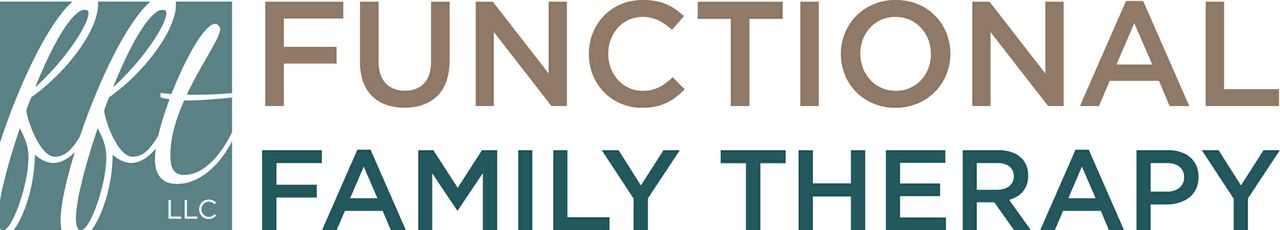 fft
LLC
FUNCTIONAL
FAMILY THERAPY